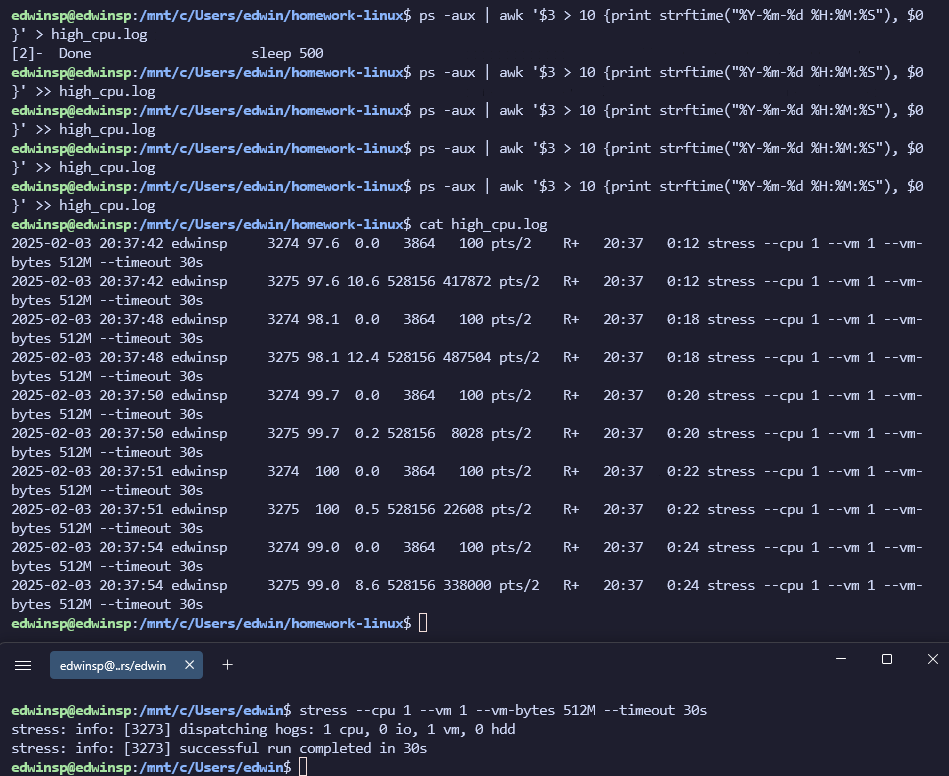 edwinsp@edwinsp:/mnt/c/Users/edwin/homework-linux$ ps -aux | awk '$3 > 10 {print strftime("%Y-%m-%d %H:%M:%S"), $0
}' > high_cpu.log
[2]-  Done                    sleep 500
edwinsp@edwinsp:/mnt/c/Users/edwin/homework-linux$ ps -aux | awk '$3 > 10 {print strftime("%Y-%m-%d %H:%M:%S"), $0
}' >> high_cpu.log
edwinsp@edwinsp:/mnt/c/Users/edwin/homework-linux$ ps -aux | awk '$3 > 10 {print strftime("%Y-%m-%d %H:%M:%S"), $0
}' >> high_cpu.log
edwinsp@edwinsp:/mnt/c/Users/edwin/homework-linux$ ps -aux | awk '$3 > 10 {print strftime("%Y-%m-%d %H:%M:%S"), $0
}' >> high_cpu.log
edwinsp@edwinsp:/mnt/c/Users/edwin/homework-linux$ ps -aux | awk '$3 > 10 {print strftime("%Y-%m-%d %H:%M:%S"), $0
}' >> high_cpu.log
edwinsp@edwinsp:/mnt/c/Users/edwin/homework-linux$ cat high_cpu.log
2025-02-03 20:37:42 edwinsp     3274 97.6  0.0   3864   100 pts/2    R+   20:37   0:12 stress --cpu 1 --vm 1 --vm-
bytes 512M --timeout 30s
2025-02-03 20:37:42 edwinsp     3275 97.6 10.6 528156 417872 pts/2   R+   20:37   0:12 stress --cpu 1 --vm 1 --vm-
bytes 512M --timeout 30s
2025-02-03 20:37:48 edwinsp     3274 98.1  0.0   3864   100 pts/2    R+   20:37   0:18 stress --cpu 1 --vm 1 --vm-
bytes 512M --timeout 30s
2025-02-03 20:37:48 edwinsp     3275 98.1 12.4 528156 487504 pts/2   R+   20:37   0:18 stress --cpu 1 --vm 1 --vm-
bytes 512M --timeout 30s
2025-02-03 20:37:50 edwinsp     3274 99.7  0.0   3864   100 pts/2    R+   20:37   0:20 stress --cpu 1 --vm 1 --vm-
bytes 512M --timeout 30s
2025-02-03 20:37:50 edwinsp     3275 99.7  0.2 528156  8028 pts/2    R+   20:37   0:20 stress --cpu 1 --vm 1 --vm-
bytes 512M --timeout 30s
2025-02-03 20:37:51 edwinsp     3274  100  0.0   3864   100 pts/2    R+   20:37   0:22 stress --cpu 1 --vm 1 --vm-
bytes 512M --timeout 30s
2025-02-03 20:37:51 edwinsp     3275  100  0.5 528156 22608 pts/2    R+   20:37   0:22 stress --cpu 1 --vm 1 --vm-
bytes 512M --timeout 30s
2025-02-03 20:37:54 edwinsp     3274 99.0  0.0   3864   100 pts/2    R+   20:37   0:24 stress --cpu 1 --vm 1 --vm-
bytes 512M --timeout 30s
2025-02-03 20:37:54 edwinsp     3275 99.0  8.6 528156 338000 pts/2   R+   20:37   0:24 stress --cpu 1 --vm 1 --vm-
bytes 512M --timeout 30s
edwinsp@edwinsp:/mnt/c/Users/edwin/homework-linux$
edwinsp@..rs/edwin
edwinsp@edwinsp:/mnt/c/Users/edwin$ stress --cpu 1 --vm 1 --vm-bytes 512M --timeout 30s
stress: info: [3273] dispatching hogs: 1 cpu, 0 io, 1 vm, 0 hdd
stress: info: [3273] successful run completed in 30s
edwinsp@edwinsp:/mnt/c/Users/edwin$